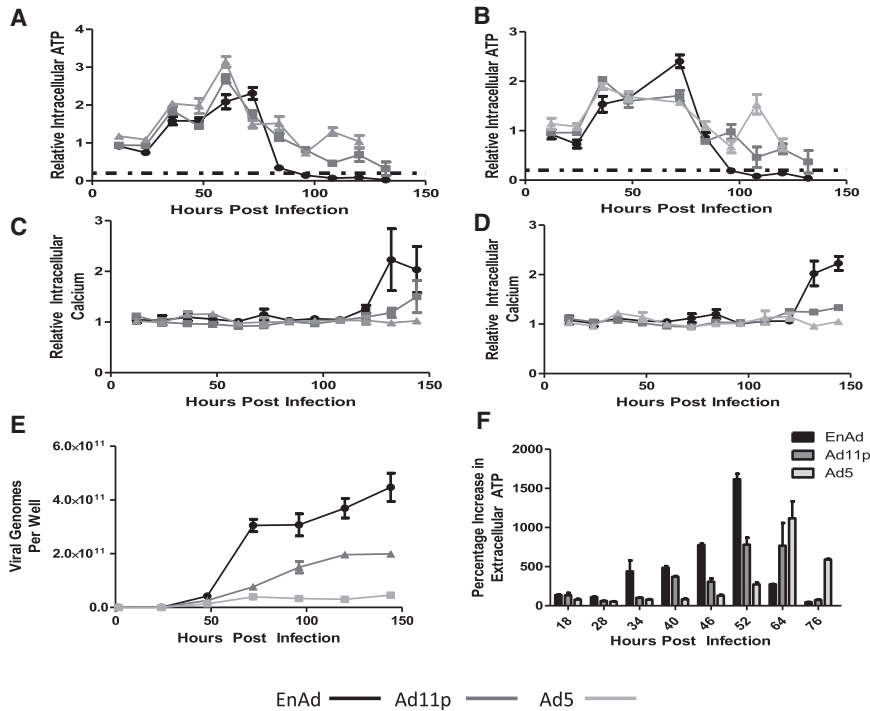 A
Relative Intracellular ATP
4
3
2
1
0
0 50 100 150
Hours Post Infection
B
Relative Intracellular ATP
3
2
1
0
0 50 100 150
Hours Post Infection
C
Relative Intracellular
Calcium
3
2
1
0
0 50 100 150
Hours Post Infection
D
Relative Intracellular
Calcium
3
2
1
0
0 50 100 150
Hours Post Infection
E
Viral Genomes
Per Well
6.0×10¹¹
4.0×10¹¹
2.0×10¹¹
0.0
0 50 100 150
Hours Post Infection
F
Percentage Increase in
Extracellular ATP
2000
1500
1000
500
0
18 28 34 40 46 52 64 76
Hours Post Infection
EnAd
Ad11p
Ad5
EnAd Ad11p Ad5